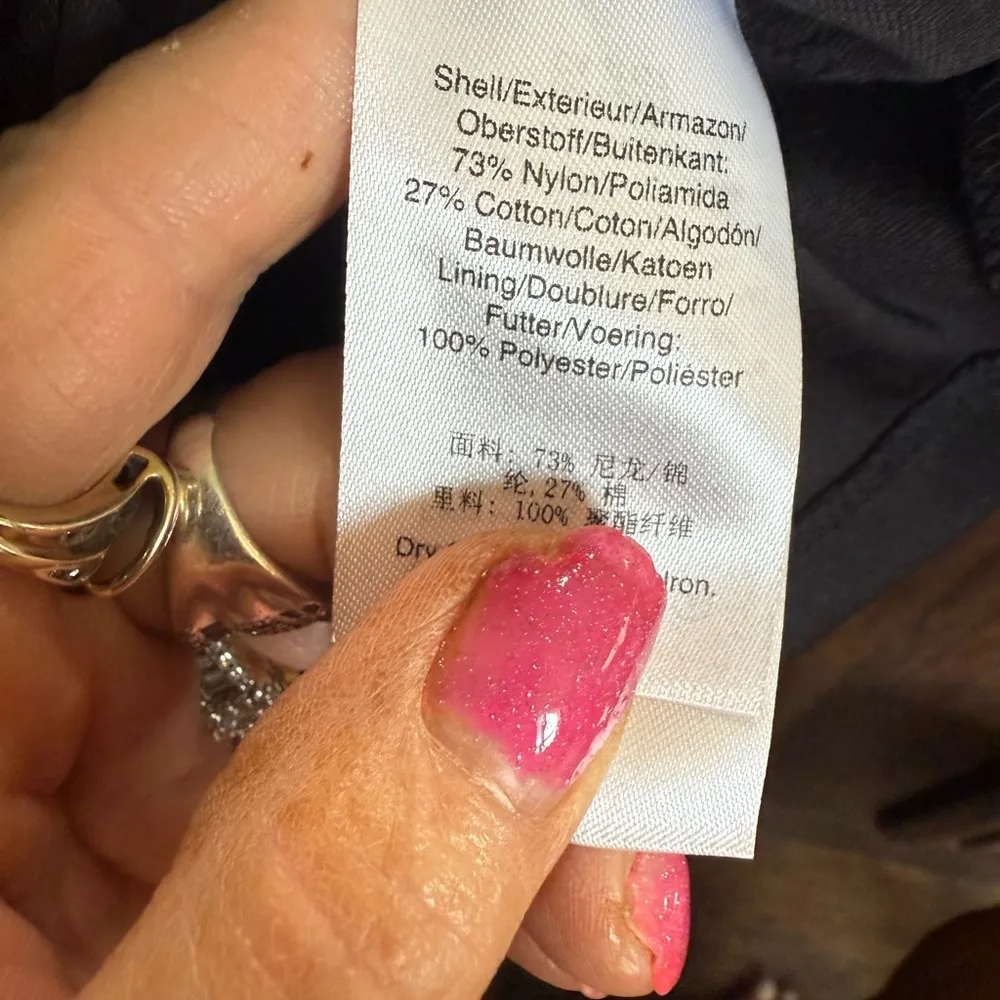 Shell/Exterieur/Armazon/
Oberstoff/Buitenkant:
73% Nylon/Poliamida
27% Cotton/Coton/Algodón/
Baumwolle/Katoen
Lining/Doublure/Forro/
Futter/Voering:
100% Polyester/Poliéster
面料: 73% 尼龙/锦
纶, 27% 棉
里料: 100% 聚酯纤维
Dry Iron.